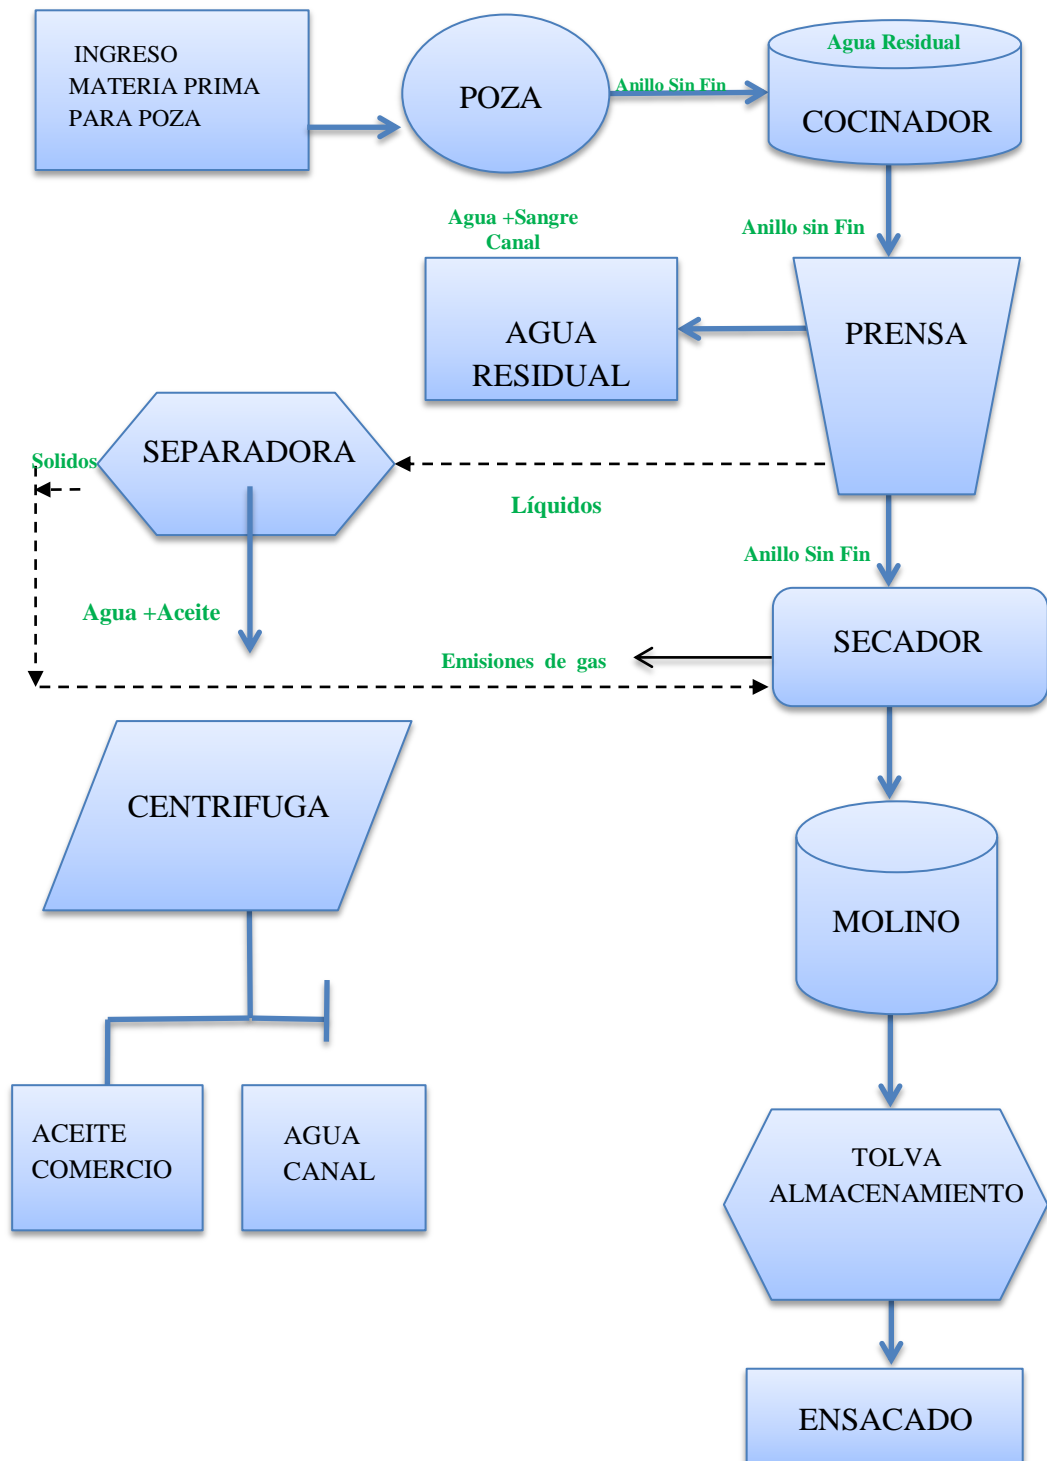 INGRESO
MATERIA PRIMA
PARA POZA
POZA
Anillo Sin Fin
Agua Residual
COCINADOR
Agua +Sangre
Canal
Anillo sin Fin
AGUA
RESIDUAL
PRENSA
SEPARADORA
Solidos
Líquidos
Anillo Sin Fin
Agua +Aceite
Emisiones de gas
SECADOR
CENTRIFUGA
MOLINO
ACEITE
COMERCIO
AGUA
CANAL
TOLVA
ALMACENAMIENTO
ENSACADO